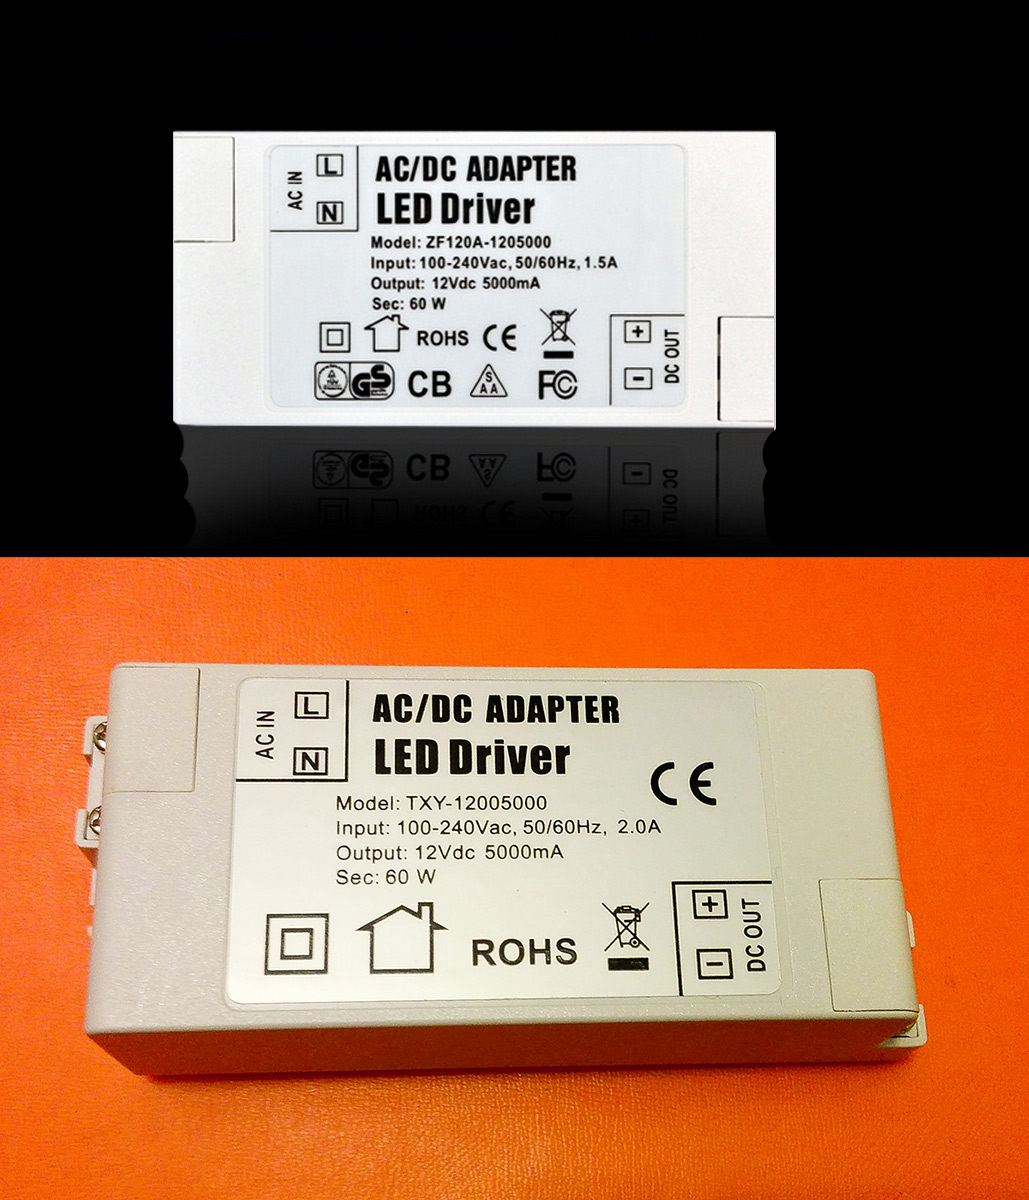 AC IN
L
N
AC/DC ADAPTER
LED Driver
Model: ZF120A-1205000
Input: 100-240Vac, 50/60Hz, 1.5A
Output: 12Vdc 5000mA
Sec: 60 W
ROHS CE
+
-
DC OUT
GS CB S AA FC
AC IN
L
N
AC/DC ADAPTER
LED Driver
CE
Model: TXY-12005000
Input: 100-240Vac, 50/60Hz, 2.0A
Output: 12Vdc 5000mA
Sec: 60 W
ROHS
+
-
DC OUT